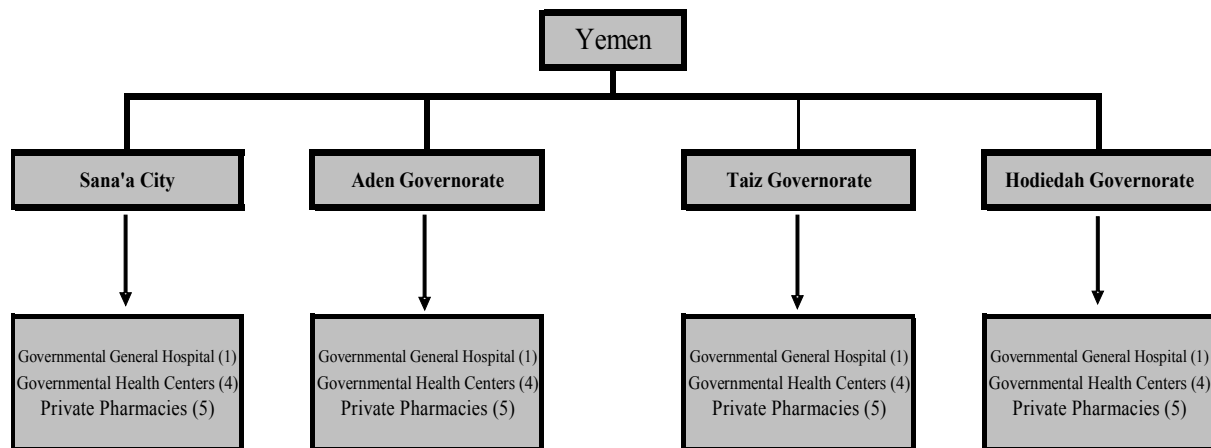 Yemen
Sana'a City
Aden Governorate
Taiz Governorate
Hodiedah Governorate
Governmental General Hospital (1)
Governmental Health Centers (4)
Private Pharmacies (5)
Governmental General Hospital (1)
Governmental Health Centers (4)
Private Pharmacies (5)
Governmental General Hospital (1)
Governmental Health Centers (4)
Private Pharmacies (5)
Governmental General Hospital (1)
Governmental Health Centers (4)
Private Pharmacies (5)